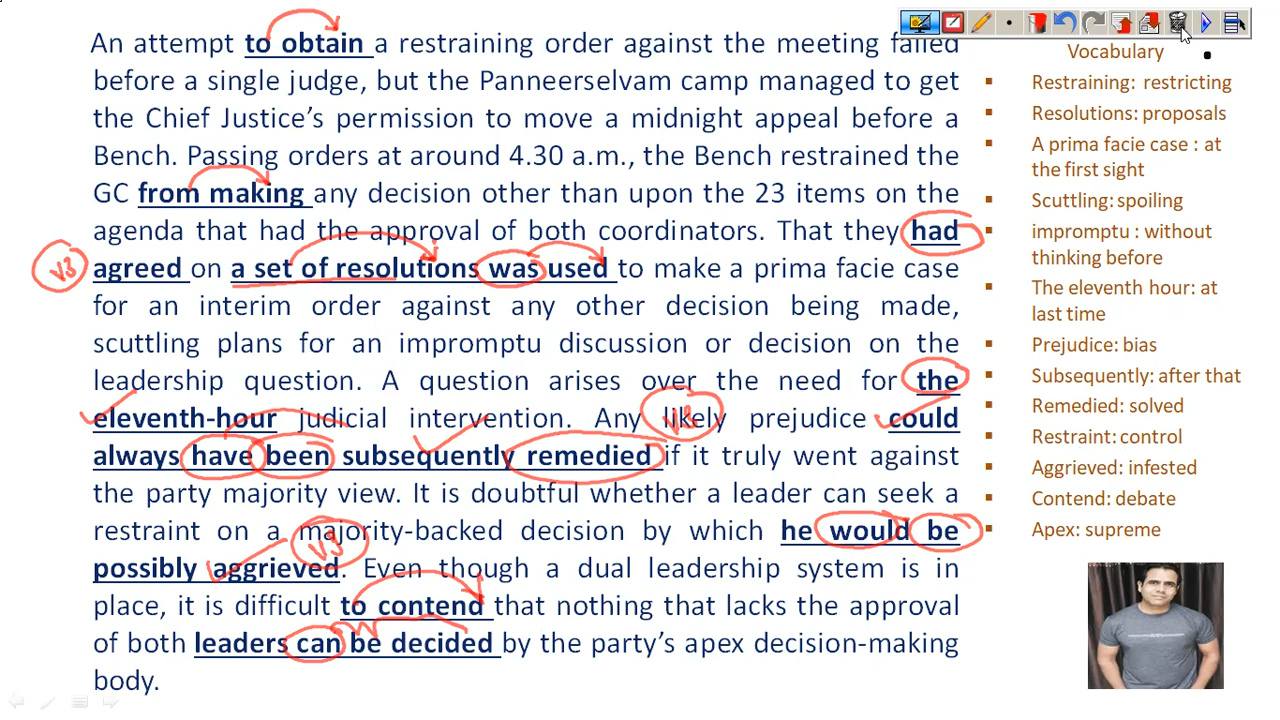 An attempt to obtain a restraining order against the meeting failed
before a single judge, but the Panneerselvam camp managed to get
the Chief Justice’s permission to move a midnight appeal before a
Bench. Passing orders at around 4.30 a.m., the Bench restrained the
GC from making any decision other than upon the 23 items on the
agenda that had the approval of both coordinators. That they had
V3
agreed on a set of resolutions was used to make a prima facie case
for an interim order against any other decision being made,
scuttling plans for an impromptu discussion or decision on the
leadership question. A question arises over the need for the
eleventh-hour judicial intervention. Any likely prejudice could
always have been subsequently remedied if it truly went against
the party majority view. It is doubtful whether a leader can seek a
restraint on a majority-backed decision by which he would be
V3
possibly aggrieved. Even though a dual leadership system is in
place, it is difficult to contend that nothing that lacks the approval
of both leaders can be decided by the party’s apex decision-making
body.
Vocabulary
▪ Restraining: restricting
▪ Resolutions: proposals
▪ A prima facie case : at
the first sight
▪ Scuttling: spoiling
▪ impromptu : without
thinking before
▪ The eleventh hour: at
last time
▪ Prejudice: bias
▪ Subsequently: after that
▪ Remedied: solved
▪ Restraint: control
▪ Aggrieved: infested
▪ Contend: debate
▪ Apex: supreme